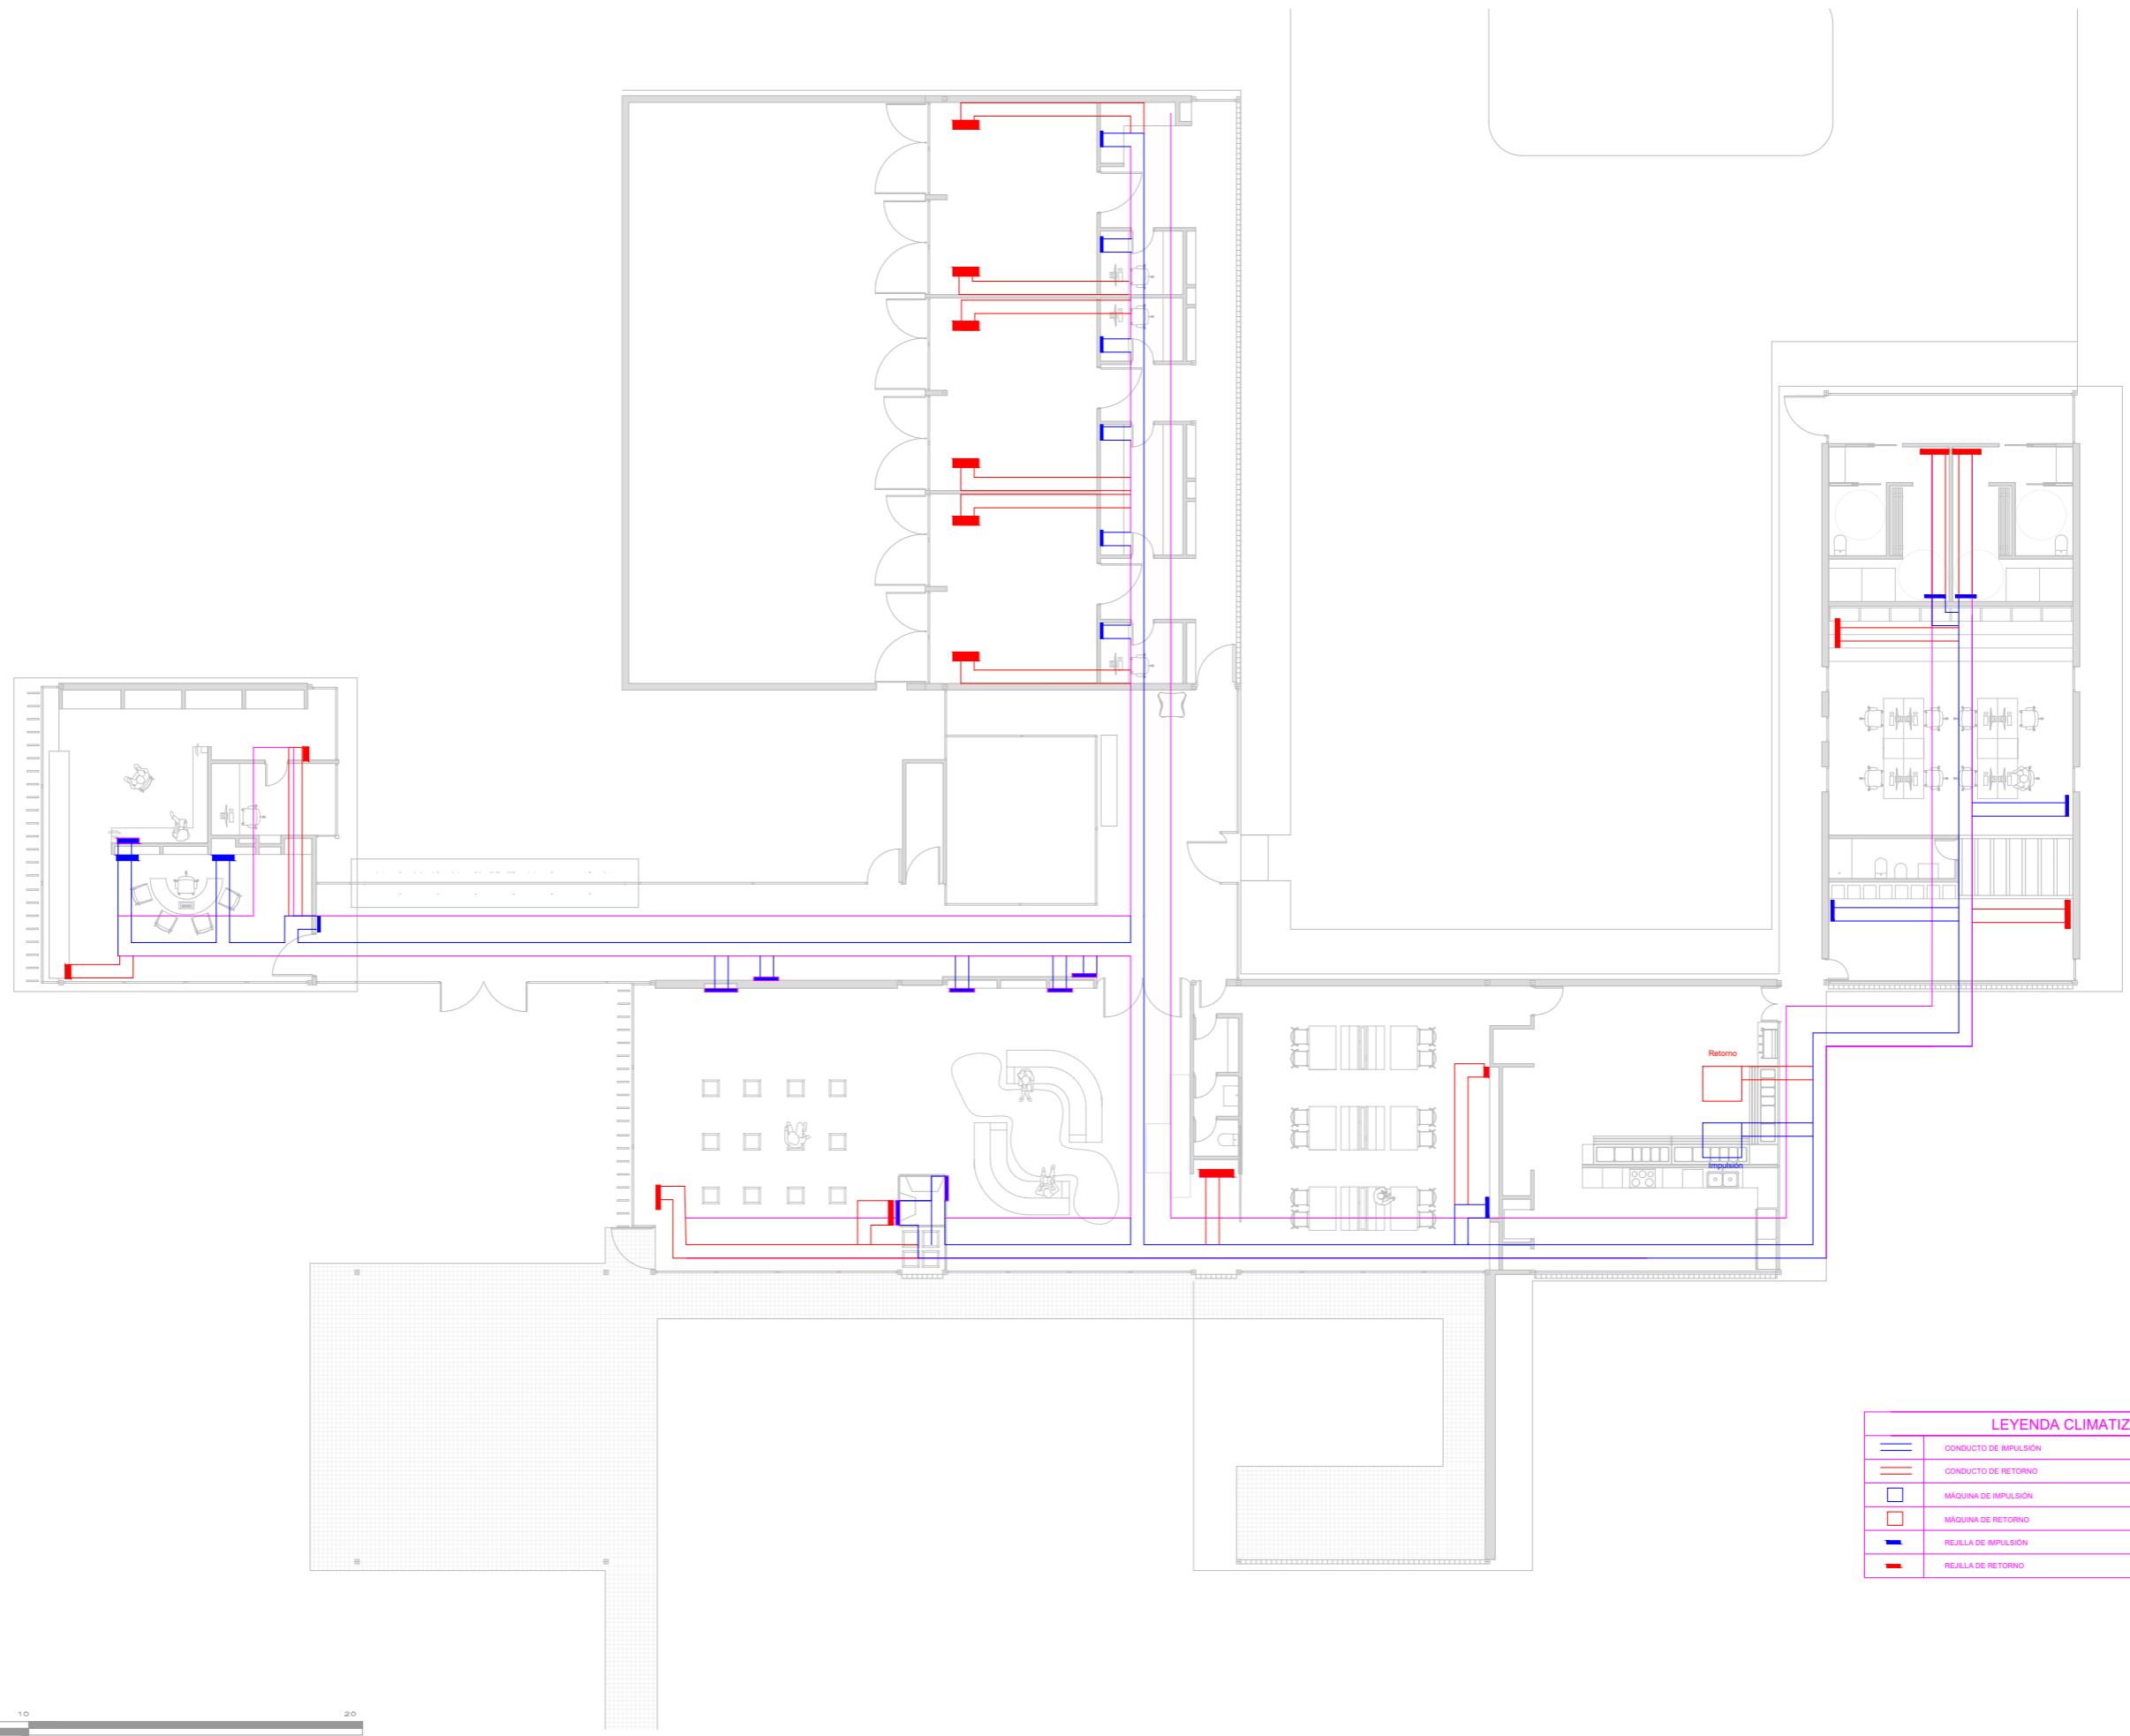 Retorno
Impulsión
LEYENDA CLIMATIZ
CONDUCTO DE IMPULSIÓN
CONDUCTO DE RETORNO
MÁQUINA DE IMPULSIÓN
MÁQUINA DE RETORNO
REJILLA DE IMPULSIÓN
REJILLA DE RETORNO
10 20